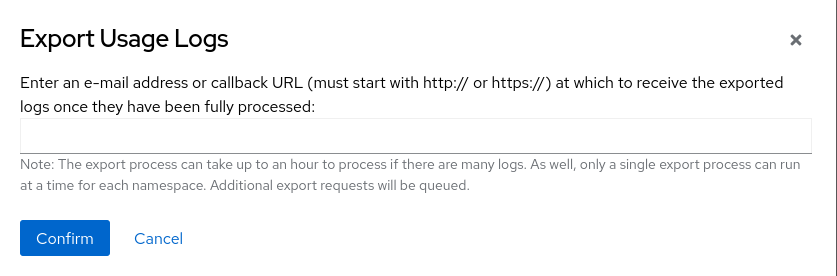 Export Usage Logs
Enter an e-mail address or callback URL (must start with http:// or https://) at which to receive the exported
logs once they have been fully processed:
Note: The export process can take up to an hour to process if there are many logs. As well, only a single export process can run
at a time for each namespace. Additional export requests will be queued.
Confirm Cancel